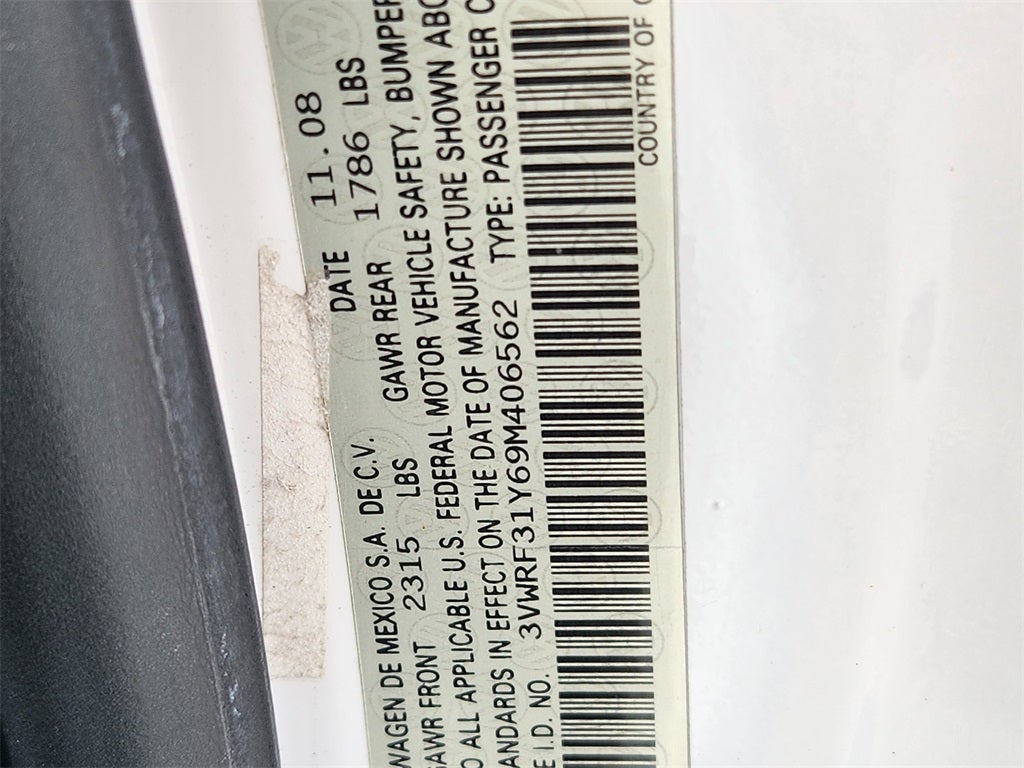 WAGEN DE MEXICO S.A. DE C.V. DATE 11.08
GAWR FRONT 2315 LBS GAWR REAR 1786 LBS
O ALL APPLICABLE U.S. FEDERAL MOTOR VEHICLE SAFETY, BUMPER
ANDARDS IN EFFECT ON THE DATE OF MANUFACTURE SHOWN ABO
E I.D. NO. 3VWRF31Y69M406562 TYPE: PASSENGER C
COUNTRY OF